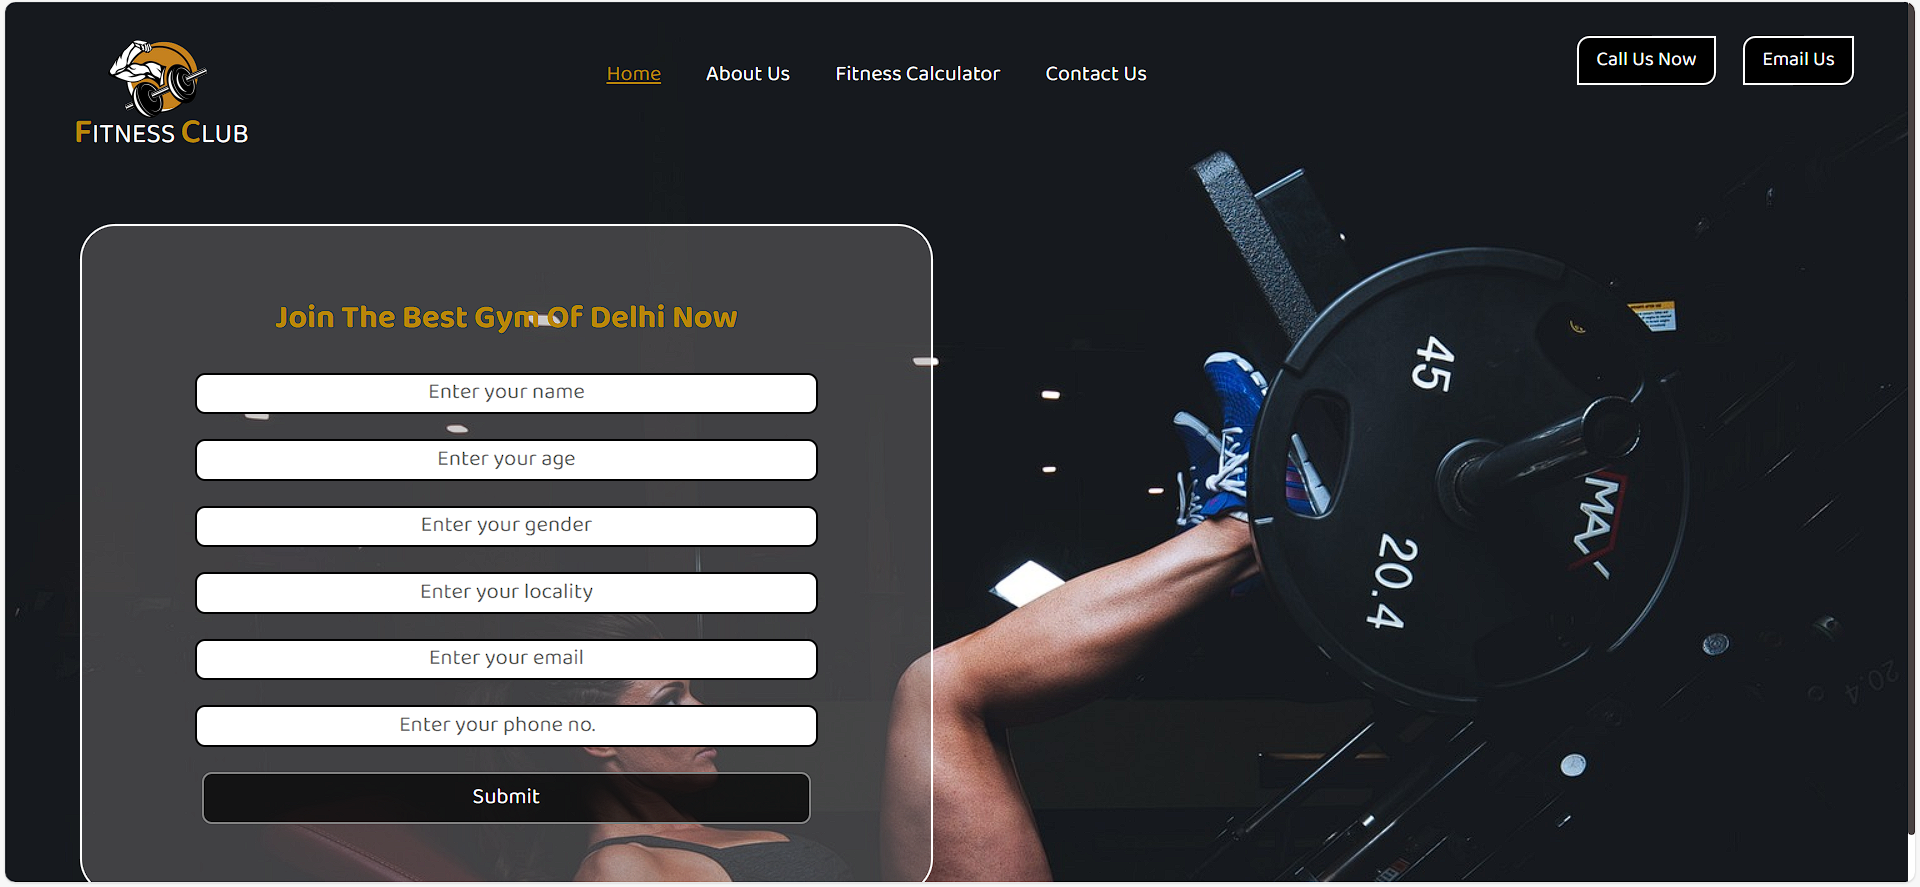 FITNESS CLUB
Home
About Us
Fitness Calculator
Contact Us
Call Us Now
Email Us
Join The Best Gym Of Delhi Now
Enter your name
Enter your age
Enter your gender
Enter your locality
Enter your email
Enter your phone no.
Submit
45
20.4
MAX
20.4